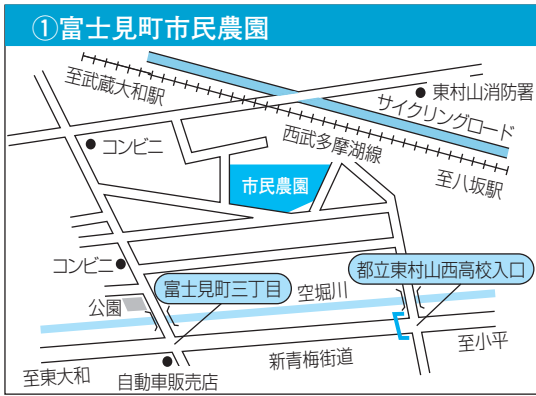 ①富士見町市民農園
至武蔵大和駅
東村山消防署
サイクリングロード
コンビニ
西武多摩湖線
市民農園
至八坂駅
コンビニ
富士見町三丁目
空堀川
都立東村山西高校入口
公園
至東大和
自動車販売店
新青梅街道
至小平